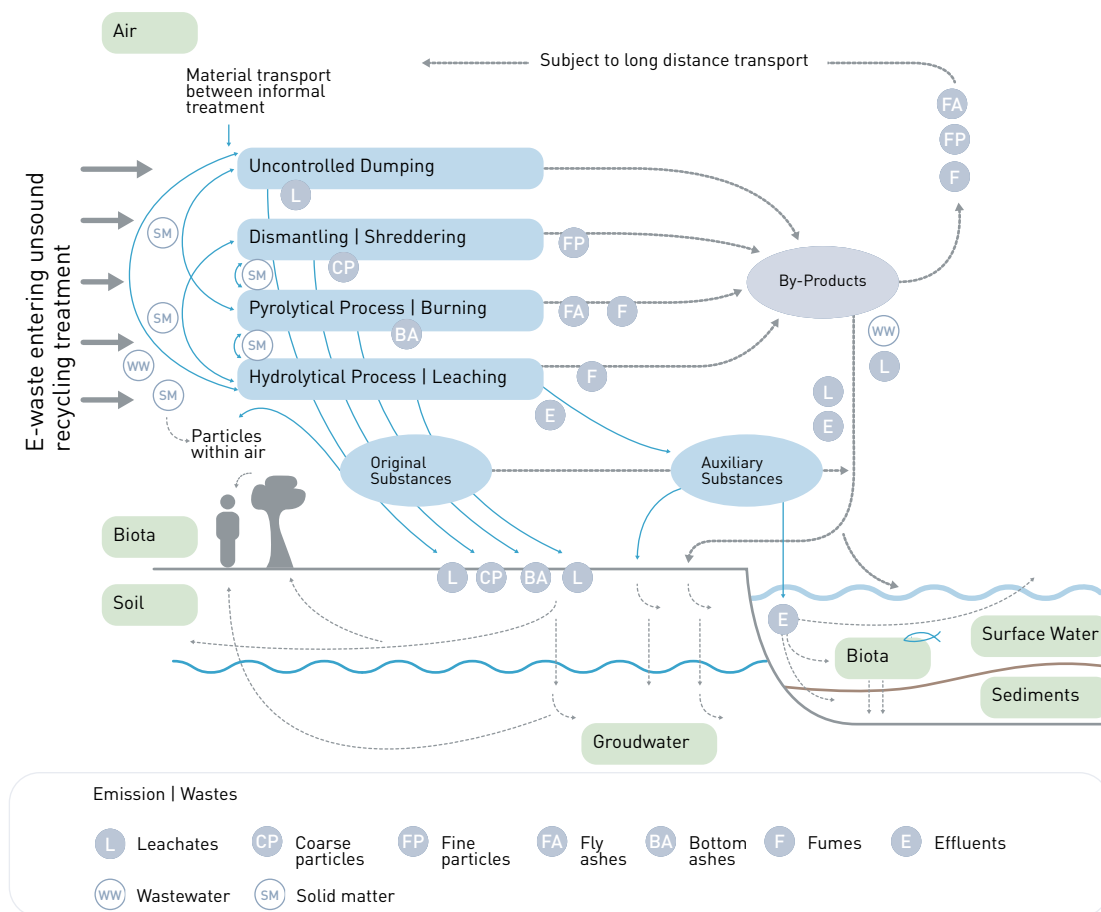 Air
Subject to long distance transport
Material transport
between informal
treatment
FA
FP
F
E-waste entering unsound
recycling treatment
Uncontrolled Dumping
L
SM
Dismantling | Shreddering
FP
CP
SM
By-Products
Pyrolytical Process | Burning
FA
F
SM
BA
SM
WW
WW
L
Hydrolytical Process | Leaching
F
SM
L
E
E
Particles
within air
Original
Substances
Auxiliary
Substances
Biota
L
CP
BA
L
Soil
E
Surface Water
Biota
Sediments
Groudwater
Emission | Wastes
L
Leachates
CP
Coarse
particles
FP
Fine
particles
FA
Fly
ashes
BA
Bottom
ashes
F
Fumes
E
Effluents
WW
Wastewater
SM
Solid matter